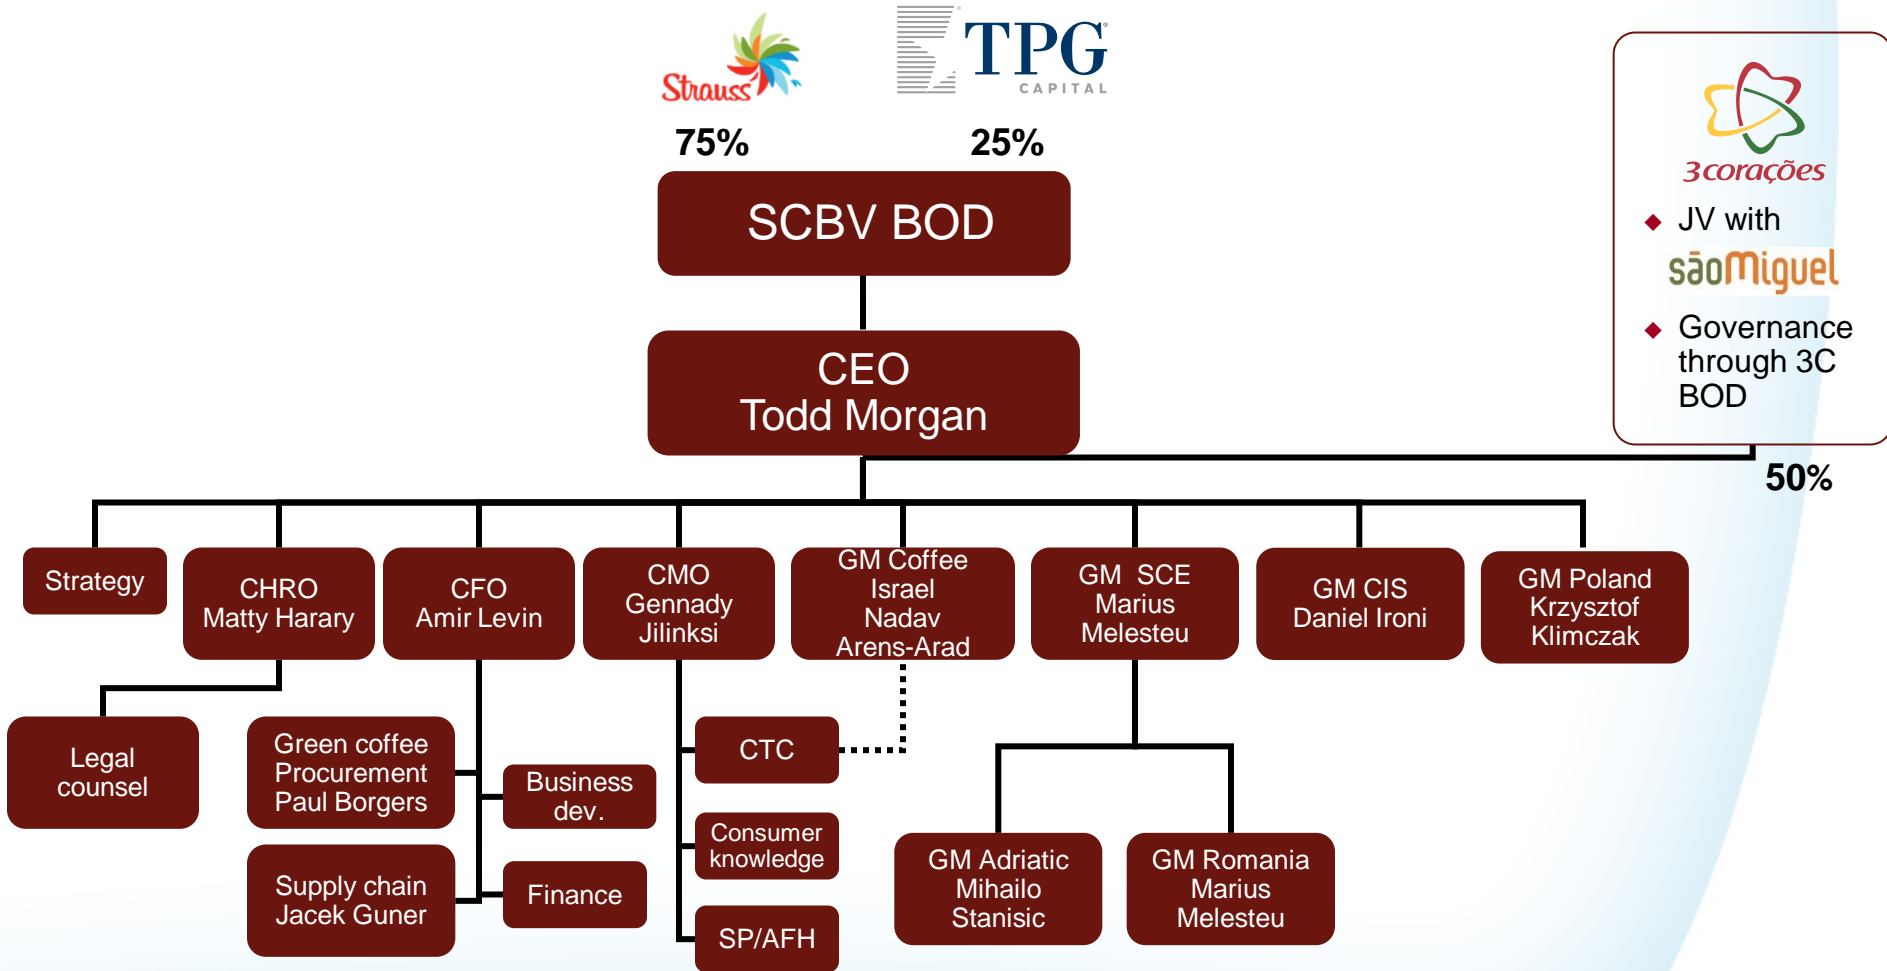 Strauss
TPG
CAPITAL
75%
25%
SCBV BOD
CEO
Todd Morgan
3corações
JV with
sãoMiguel
Governance
through 3C
BOD
50%
Strategy
CHRO
Matty Harary
CFO
Amir Levin
CMO
Gennady
Jilinksi
GM Coffee
Israel
Nadav
Arens-Arad
GM SCE
Marius
Melesteu
GM CIS
Daniel Ironi
GM Poland
Krzysztof
Klimczak
Legal
counsel
Green coffee
Procurement
Paul Borgers
Business
dev.
Supply chain
Jacek Guner
Finance
CTC
Consumer
knowledge
SP/AFH
GM Adriatic
Mihailo
Stanisic
GM Romania
Marius
Melesteu